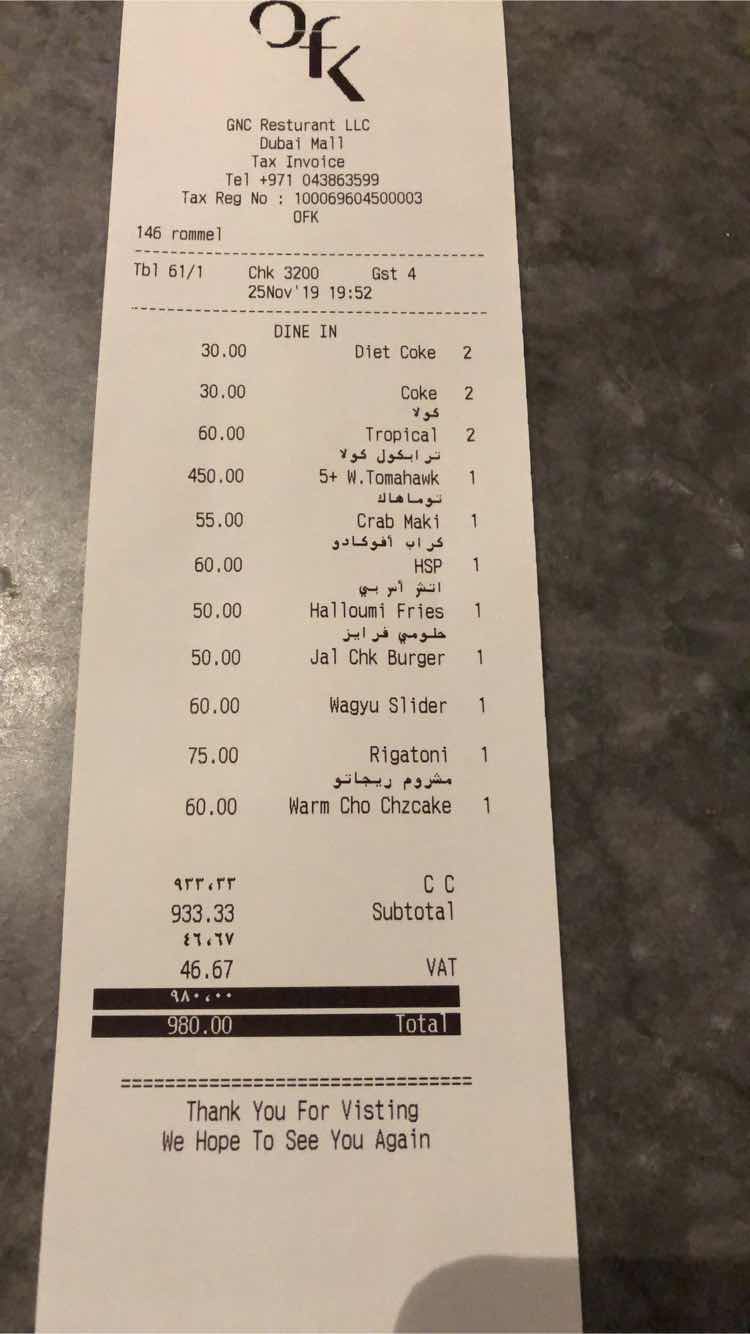 OfK
GNC Resturant LLC
Dubai Mall
Tax Invoice
Tel +971 043863599
Tax Reg No : 100069604500003
OFK
146 rommel
Tbl 61/1 Chk 3200 Gst 4
25Nov'19 19:52
DINE IN
30.00 Diet Coke 2
30.00 Coke 2
كولا
60.00 Tropical 2
ترابكول كولا
450.00 5+ W.Tomahawk 1
توماهاك
55.00 Crab Maki 1
كراب أفوكادو
60.00 HSP 1
اتش أس بي
50.00 Halloumi Fries 1
حلومي فرايز
50.00 Jal Chk Burger 1
60.00 Wagyu Slider 1
75.00 Rigatoni 1
مشروم ريجاتو
60.00 Warm Cho Chzcake 1
٩٣٣،٣٣ C C
933.33 Subtotal
٤٦،٦٧
46.67 VAT
٩٨٠،٠٠
980.00 Total
Thank You For Visting
We Hope To See You Again